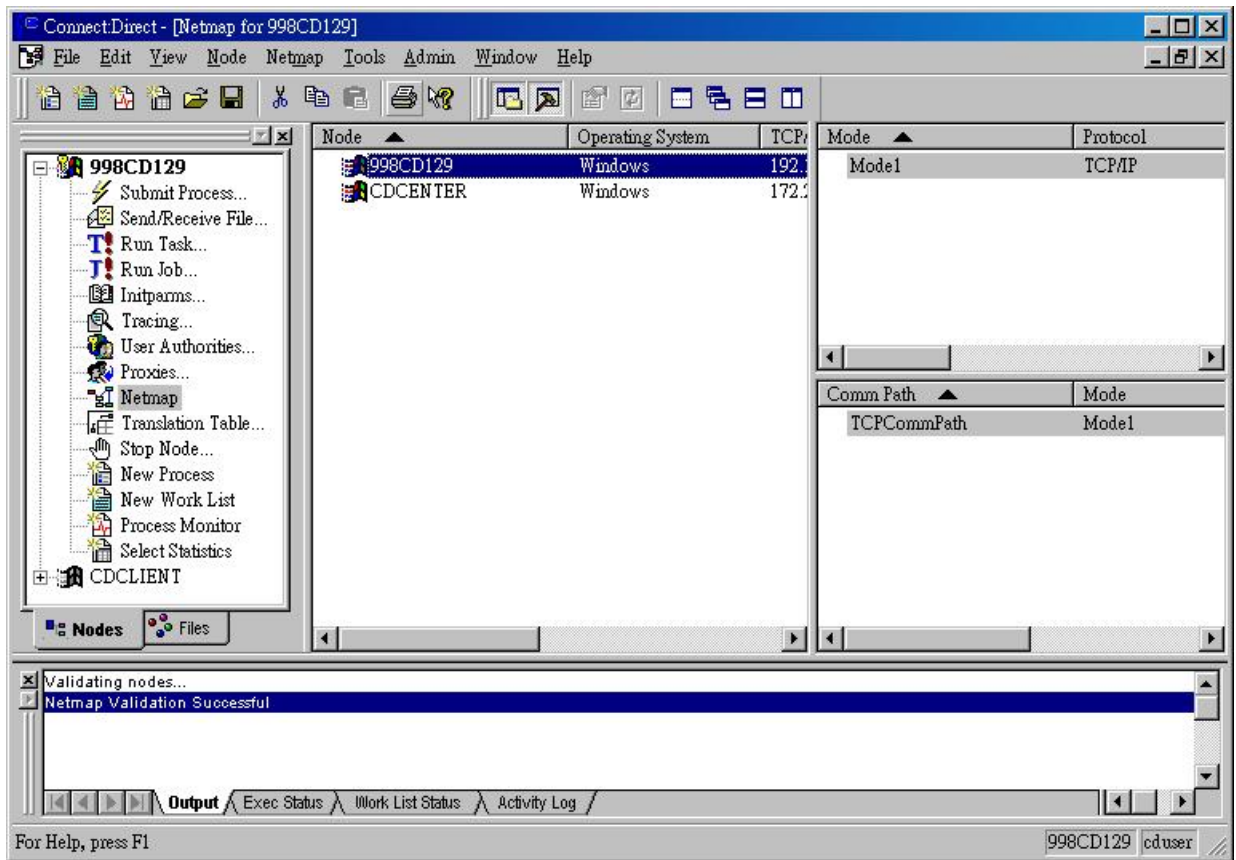 Connect:Direct - [Netmap for 998CD129]
File Edit View Node Netmap Tools Admin Window Help
998CD129
Submit Process...
Send/Receive File...
Run Task...
Run Job...
Initparms...
Tracing...
User Authorities...
Proxies...
Netmap
Translation Table...
Stop Node...
New Process
New Work List
Process Monitor
Select Statistics
CDCLIENT
Nodes Files
Node Operating System TCP/
998CD129 Windows 192.
CDCENTER Windows 172.2
Mode Protocol
Mode1 TCP/IP
Comm Path Mode
TCPCommPath Mode1
Validating nodes...
Netmap Validation Successful
Output Exec Status Work List Status Activity Log
For Help, press F1 998CD129 cduser